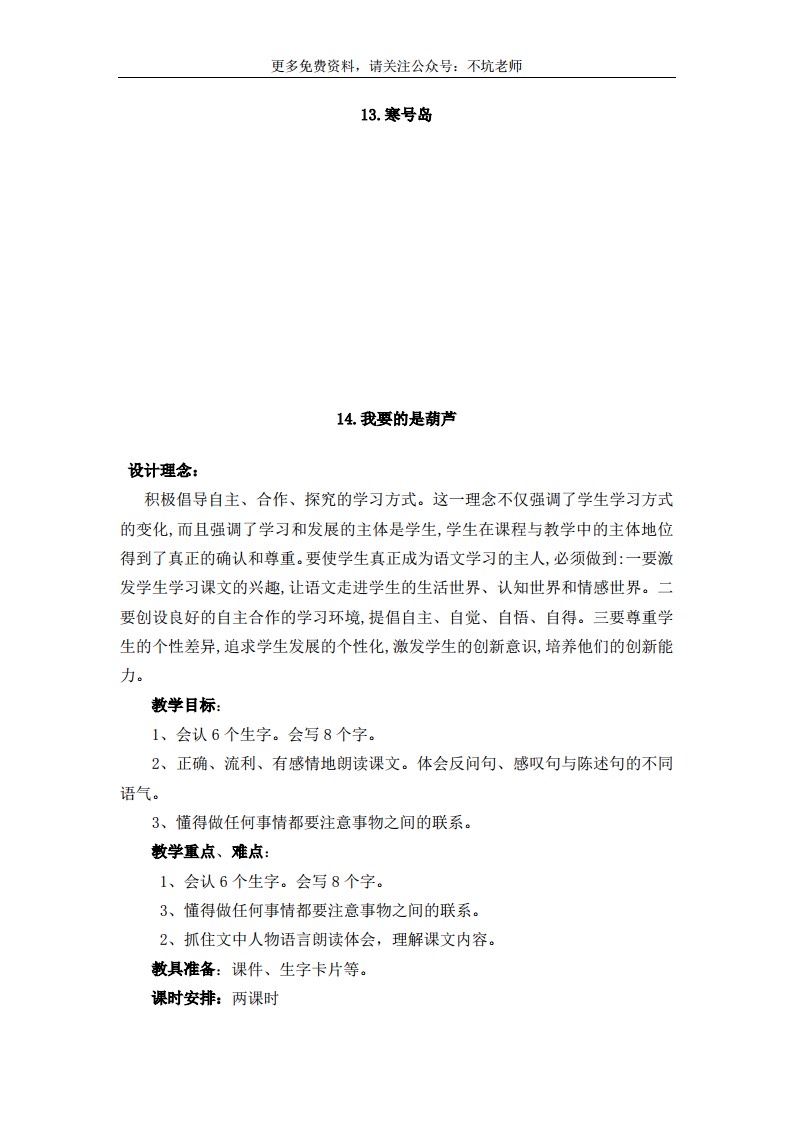 更多免费资料，请关注公众号：不坑老师
13.寒号岛
14.我要的是葫芦
设计理念：
积极倡导自主、合作、探究的学习方式。这一理念不仅强调了学生学习方式
的变化,而且强调了学习和发展的主体是学生,学生在课程与教学中的主体地位
得到了真正的确认和尊重。要使学生真正成为语文学习的主人,必须做到:一要激
发学生学习课文的兴趣,让语文走进学生的生活世界、认知世界和情感世界。二
要创设良好的自主合作的学习环境,提倡自主、自觉、自悟、自得。三要尊重学
生的个性差异,追求学生发展的个性化,激发学生的创新意识,培养他们的创新能
力。
教学目标：
1、会认 6 个生字。会写 8 个字。
2、正确、流利、有感情地朗读课文。体会反问句、感叹句与陈述句的不同
语气。
3、懂得做任何事情都要注意事物之间的联系。
教学重点、难点：
1、会认 6 个生字。会写 8 个字。
3、懂得做任何事情都要注意事物之间的联系。
2、抓住文中人物语言朗读体会，理解课文内容。
教具准备：课件、生字卡片等。
课时安排：两课时